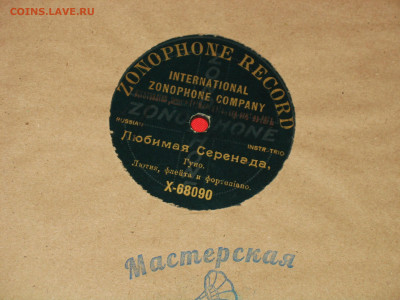 COINS.LAVE.RU
ZONOPHONE RECORD
INTERNATIONAL
ZONOPHONE COMPANY
ZONOPHONE
RUSSIAN
INSTR-TRIO
Любимая Серенада,
Гуно.
Лютня, флейта и фортепіано.
X-68090
Мастерская